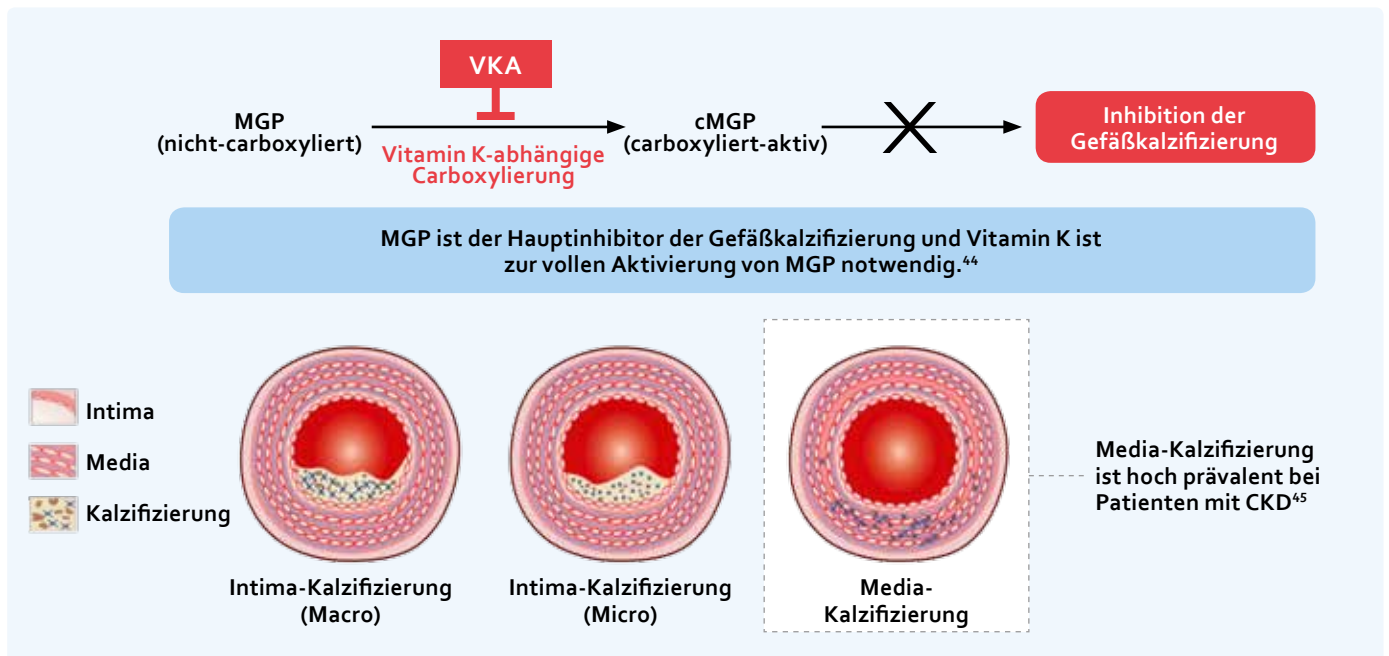 VKA
MGP
(nicht-carboxyliert)
Vitamin K-abhängige
Carboxylierung
cMGP
(carboxyliert-aktiv)
Inhibition der
Gefäßkalzifizierung
MGP ist der Hauptinhibitor der Gefäßkalzifizierung und Vitamin K ist
zur vollen Aktivierung von MGP notwendig.⁴⁴
Intima
Media
Kalzifizierung
Intima-Kalzifizierung
(Macro)
Intima-Kalzifizierung
(Micro)
Media-
Kalzifizierung
Media-Kalzifizierung
ist hoch prävalent bei
Patienten mit CKD⁴⁵